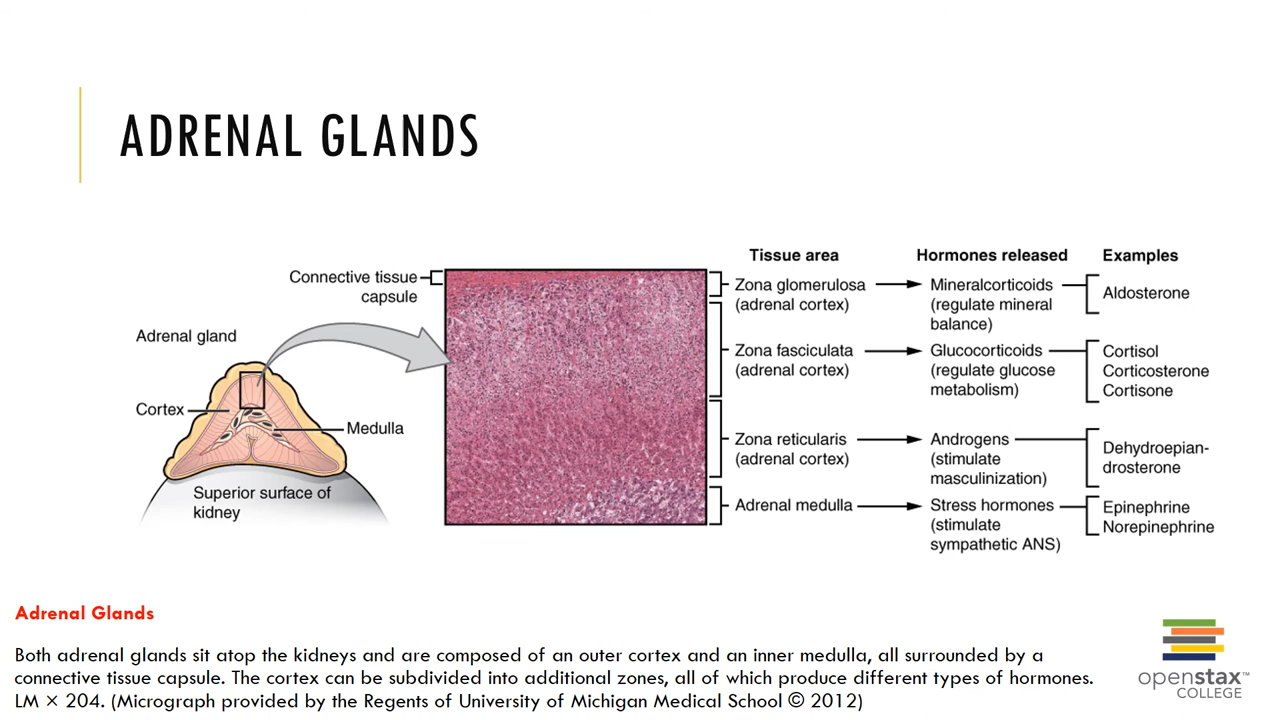 ADRENAL GLANDS
Connective tissue
capsule
Adrenal gland
Cortex
Medulla
Superior surface of
kidney
Tissue area
Hormones released
Examples
Zona glomerulosa
(adrenal cortex)
Mineralcorticoids
(regulate mineral
balance)
Aldosterone
Zona fasciculata
(adrenal cortex)
Glucocorticoids
(regulate glucose
metabolism)
Cortisol
Corticosterone
Cortisone
Zona reticularis
(adrenal cortex)
Androgens
(stimulate
masculinization)
Dehydroepian-
drosterone
Adrenal medulla
Stress hormones
(stimulate
sympathetic ANS)
Epinephrine
Norepinephrine
Adrenal Glands
Both adrenal glands sit atop the kidneys and are composed of an outer cortex and an inner medulla, all surrounded by a
connective tissue capsule. The cortex can be subdivided into additional zones, all of which produce different types of hormones.
LM × 204. (Micrograph provided by the Regents of University of Michigan Medical School © 2012)
openstax™
COLLEGE